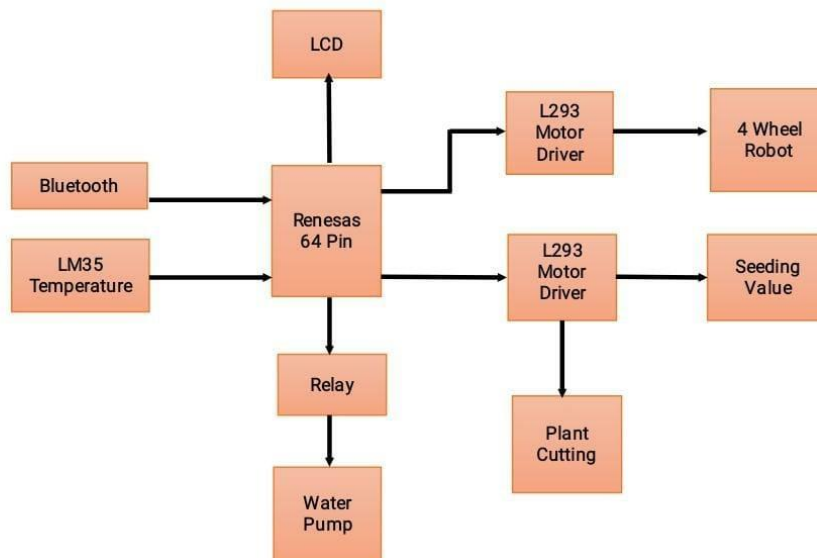 LCD
L293
Motor
Driver
4 Wheel
Robot
Bluetooth
Renesas
64 Pin
LM35
Temperature
L293
Motor
Driver
Seeding
Value
Relay
Plant
Cutting
Water
Pump